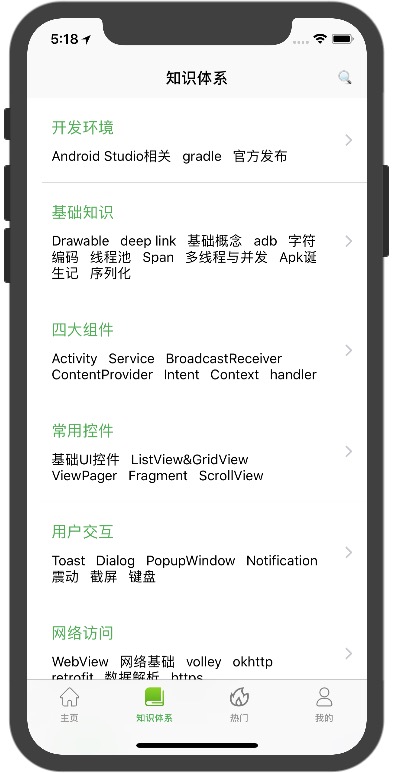 5:18
知识体系
开发环境
Android Studio相关 gradle 官方发布
基础知识
Drawable deep link 基础概念 adb 字符
编码 线程池 Span 多线程与并发 Apk诞
生记 序列化
四大组件
Activity Service BroadcastReceiver
ContentProvider Intent Context handler
常用控件
基础UI控件 ListView&GridView
ViewPager Fragment ScrollView
用户交互
Toast Dialog PopupWindow Notification
震动 截屏 键盘
网络访问
WebView 网络基础 volley okhttp
retrofit 数据解析 https
主页 知识体系 热门 我的